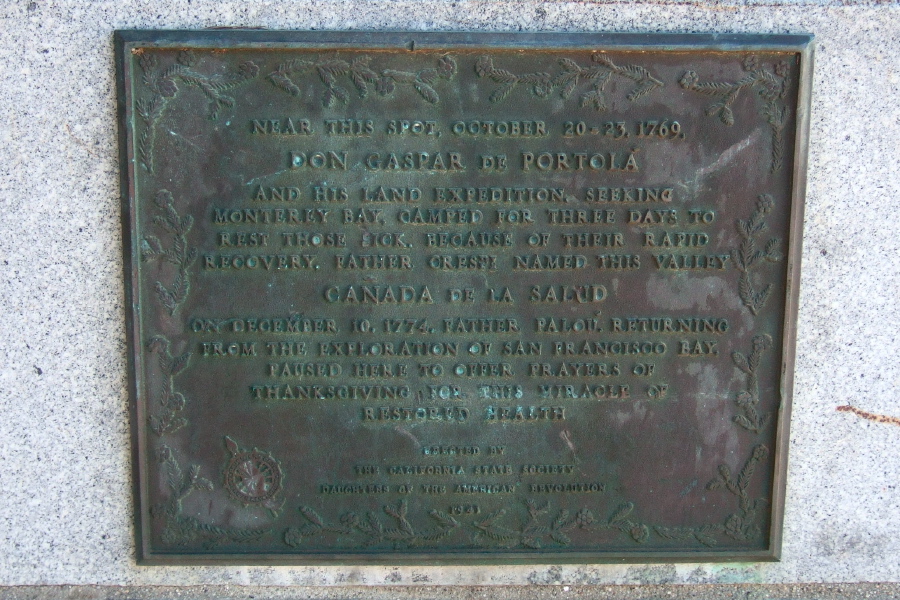 NEAR THIS SPOT, OCTOBER 20-23, 1769,
DON GASPAR DE PORTOLÁ
AND HIS LAND EXPEDITION, SEEKING
MONTEREY BAY, CAMPED FOR THREE DAYS TO
REST THOSE SICK. BECAUSE OF THEIR RAPID
RECOVERY, FATHER CRESPI NAMED THIS VALLEY
CAÑADA DE LA SALUD
ON DECEMBER 10, 1774, FATHER PALOU, RETURNING
FROM THE EXPLORATION OF SAN FRANCISCO BAY,
PAUSED HERE TO OFFER PRAYERS OF
THANKSGIVING FOR THIS MIRACLE OF
RESTORED HEALTH
ERECTED BY
THE CALIFORNIA STATE SOCIETY
DAUGHTERS OF THE AMERICAN REVOLUTION